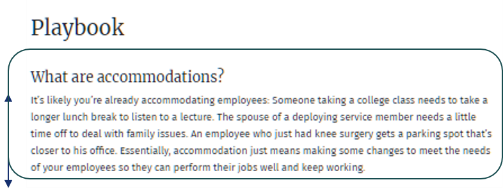 Playbook
What are accommodations?
It's likely you're already accommodating employees: Someone taking a college class needs to take a
longer lunch break to listen to a lecture. The spouse of a deploying service member needs a little
time off to deal with family issues. An employee who just had knee surgery gets a parking spot that's
closer to his office. Essentially, accommodation just means making some changes to meet the needs
of your employees so they can perform their jobs well and keep working.